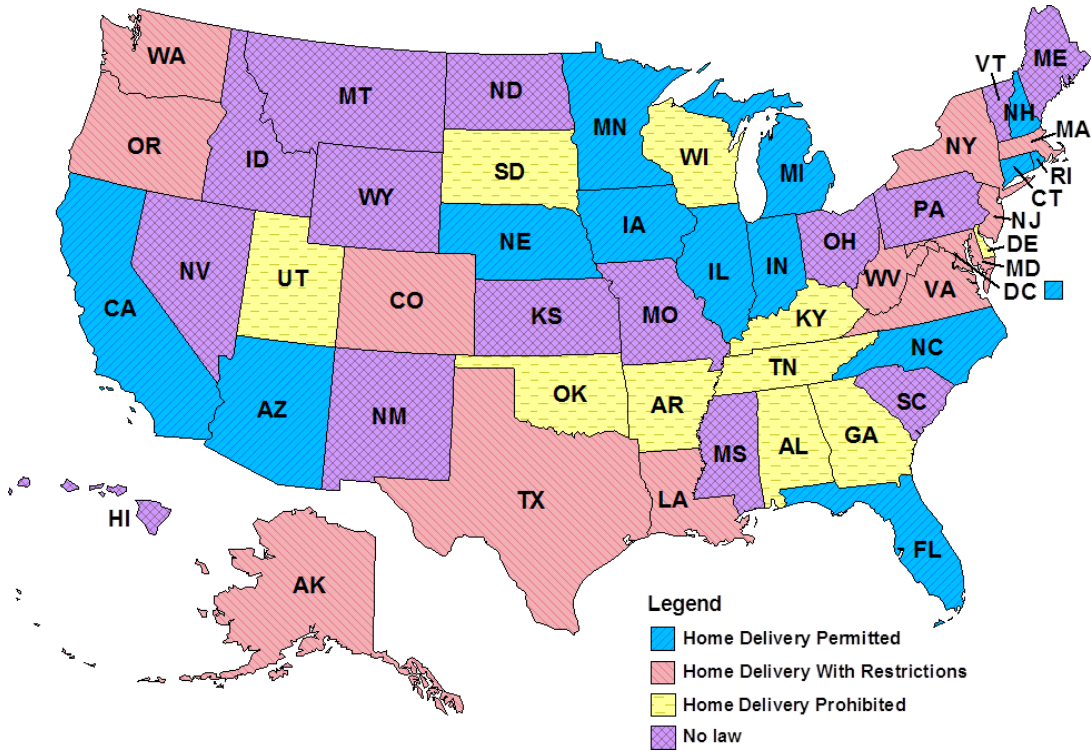 WA
ME
VT
MT
ND
NH
MN
OR
MA
NY
ID
WI
SD
MI
RI
WY
CT
PA
NJ
IA
NE
OH
DE
NV
IL
IN
MD
UT
WV
DC
CO
VA
CA
KS
MO
KY
NC
TN
OK
SC
AZ
AR
NM
GA
AL
MS
TX
LA
HI
FL
AK
Legend
Home Delivery Permitted
Home Delivery With Restrictions
Home Delivery Prohibited
No law